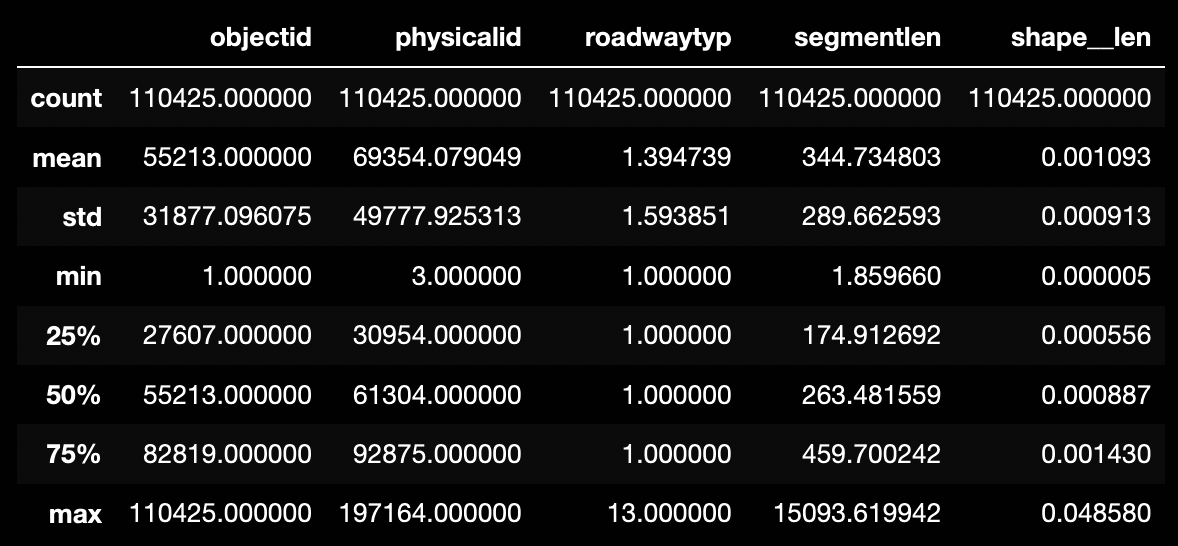 objectid physicalid roadwaytyp segmentlen shape__len
count 110425.000000 110425.000000 110425.000000 110425.000000 110425.000000
mean 55213.000000 69354.079049 1.394739 344.734803 0.001093
std 31877.096075 49777.925313 1.593851 289.662593 0.000913
min 1.000000 3.000000 1.000000 1.859660 0.000005
25% 27607.000000 30954.000000 1.000000 174.912692 0.000556
50% 55213.000000 61304.000000 1.000000 263.481559 0.000887
75% 82819.000000 92875.000000 1.000000 459.700242 0.001430
max 110425.000000 197164.000000 13.000000 15093.619942 0.048580